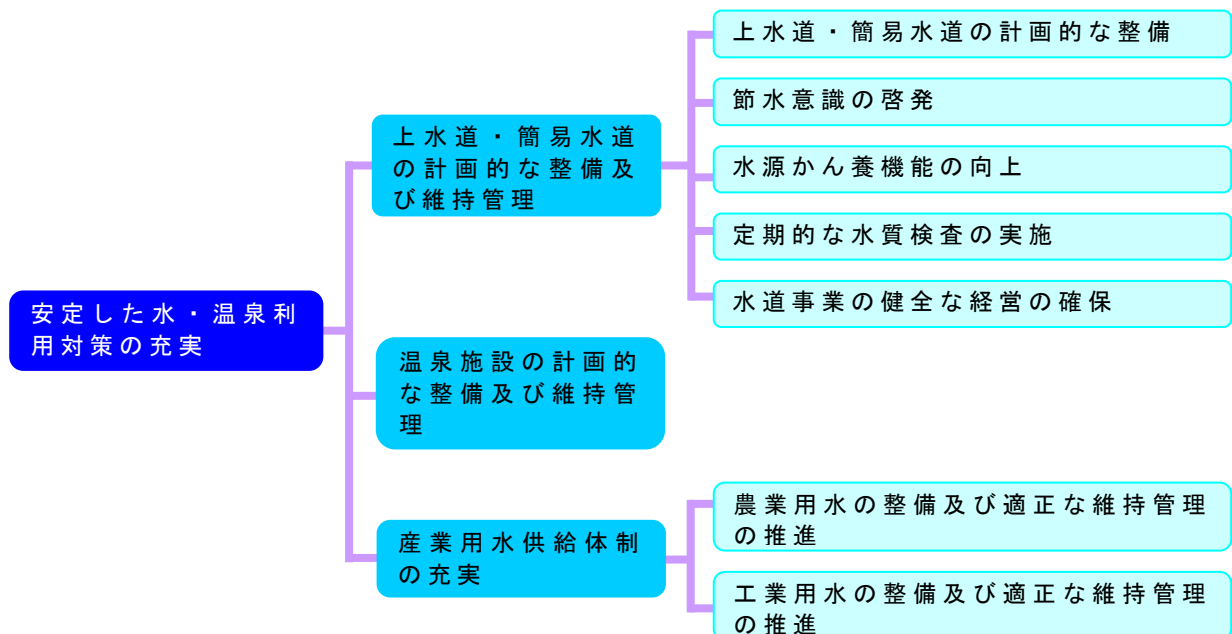 安定した水・温泉利
用対策の充実
上水道・簡易水道
の計画的な整備及
び維持管理
上水道・簡易水道の計画的な整備
節水意識の啓発
水源かん養機能の向上
定期的な水質検査の実施
水道事業の健全な経営の確保
温泉施設の計画的
な整備及び維持管
理
産業用水供給体制
の充実
農業用水の整備及び適正な維持管理
の推進
工業用水の整備及び適正な維持管理
の推進